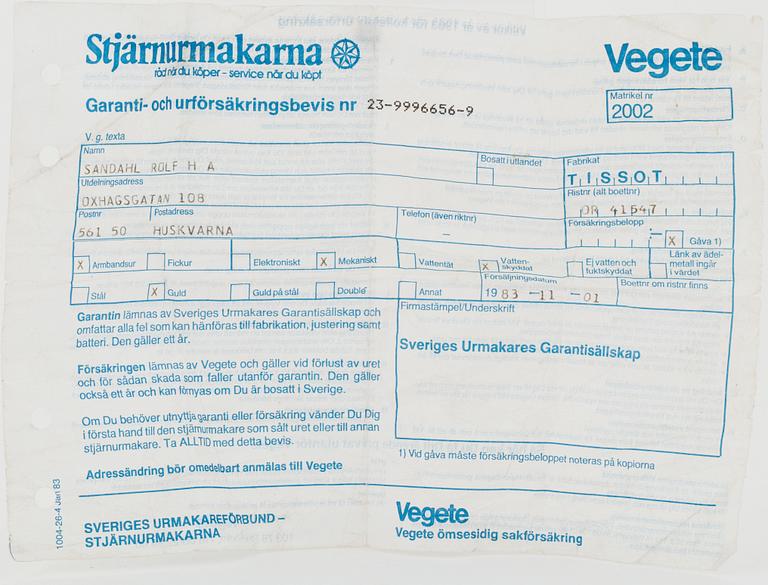 Stjärnurmakarna
råd när du köper - service när du köpt
Vegete
Garanti- och urförsäkringsbevis nr 23-9996656-9
Matrikel nr
2002
V. g. texta
Namn
SANDAHL ROLF H A
Bosatt i utlandet
Fabrikat
TISSOT
Utdelningsadress
OXHAGSGATAN 108
Ristnr (alt boettnr)
OR 41547
Postnr Postadress
Telefon (även riktnr)
561 50 HUSKVARNA
–
Försäkringsbelopp
:– X Gåva 1)
X Armbandsur Fickur Elektroniskt X Mekaniskt Vattentät X Vatten-skyddat Ej vatten och fuktskyddat Länk av ädel-metall ingår i värdet
Stål X Guld Guld på stål Doublé Annat
Försäljningsdatum
1983 –11 –01
Boettnr om ristnr finns
Garantin lämnas av Sveriges Urmakares Garantisällskap och
omfattar alla fel som kan hänföras till fabrikation, justering samt
batteri. Den gäller ett år.
Firmastämpel/Underskrift
Sveriges Urmakares Garantisällskap
Försäkringen lämnas av Vegete och gäller vid förlust av uret
och för sådan skada som faller utanför garantin. Den gäller
också ett år och kan förnyas om Du är bosatt i Sverige.
Om Du behöver utnyttja garanti eller försäkring vänder Du Dig
i första hand till den stjärnurmakare som sålt uret eller till annan
stjärnurmakare. Ta ALLTID med detta bevis.
Adressändring bör omedelbart anmälas till Vegete
1) Vid gåva måste försäkringsbeloppet noteras på kopiorna
1004-26-4 Jan 83
SVERIGES URMAKAREFÖRBUND –
STJÄRNURMAKARNA
Vegete
Vegete ömsesidig sakförsäkring